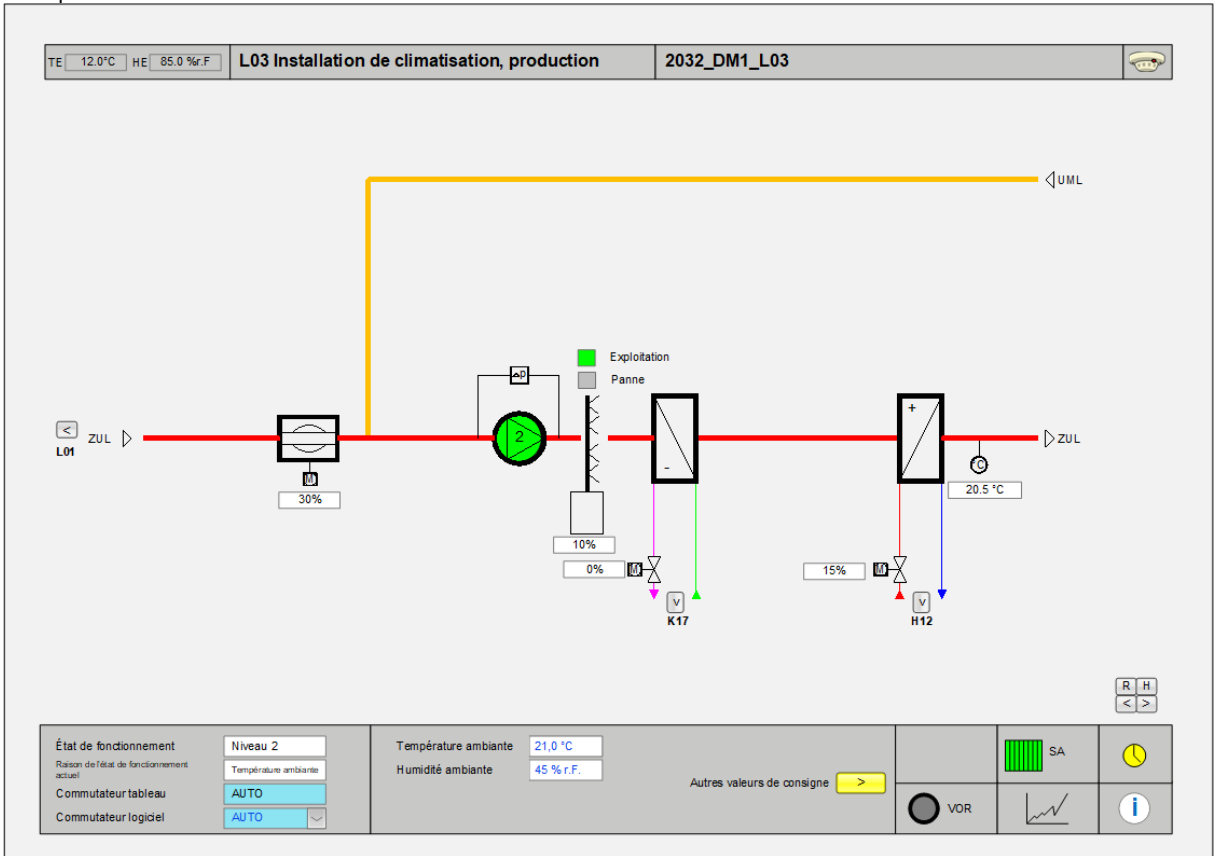 TE 12.0°C HE 85.0 %r.F L03 Installation de climatisation, production 2032_DM1_L03
UML
Exploitation
Panne
Δp
< ZUL
L01
2
-
+
ZUL
M
30%
°C
20.5 °C
10%
0% M
15% M
V
K17
V
H12
R H
< >
État de fonctionnement Niveau 2
Raison de l'état de fonctionnement actuel Température ambiante
Commutateur tableau AUTO
Commutateur logiciel AUTO
Température ambiante 21,0 °C
Humidité ambiante 45 % r.F.
Autres valeurs de consigne >
SA
VOR
i